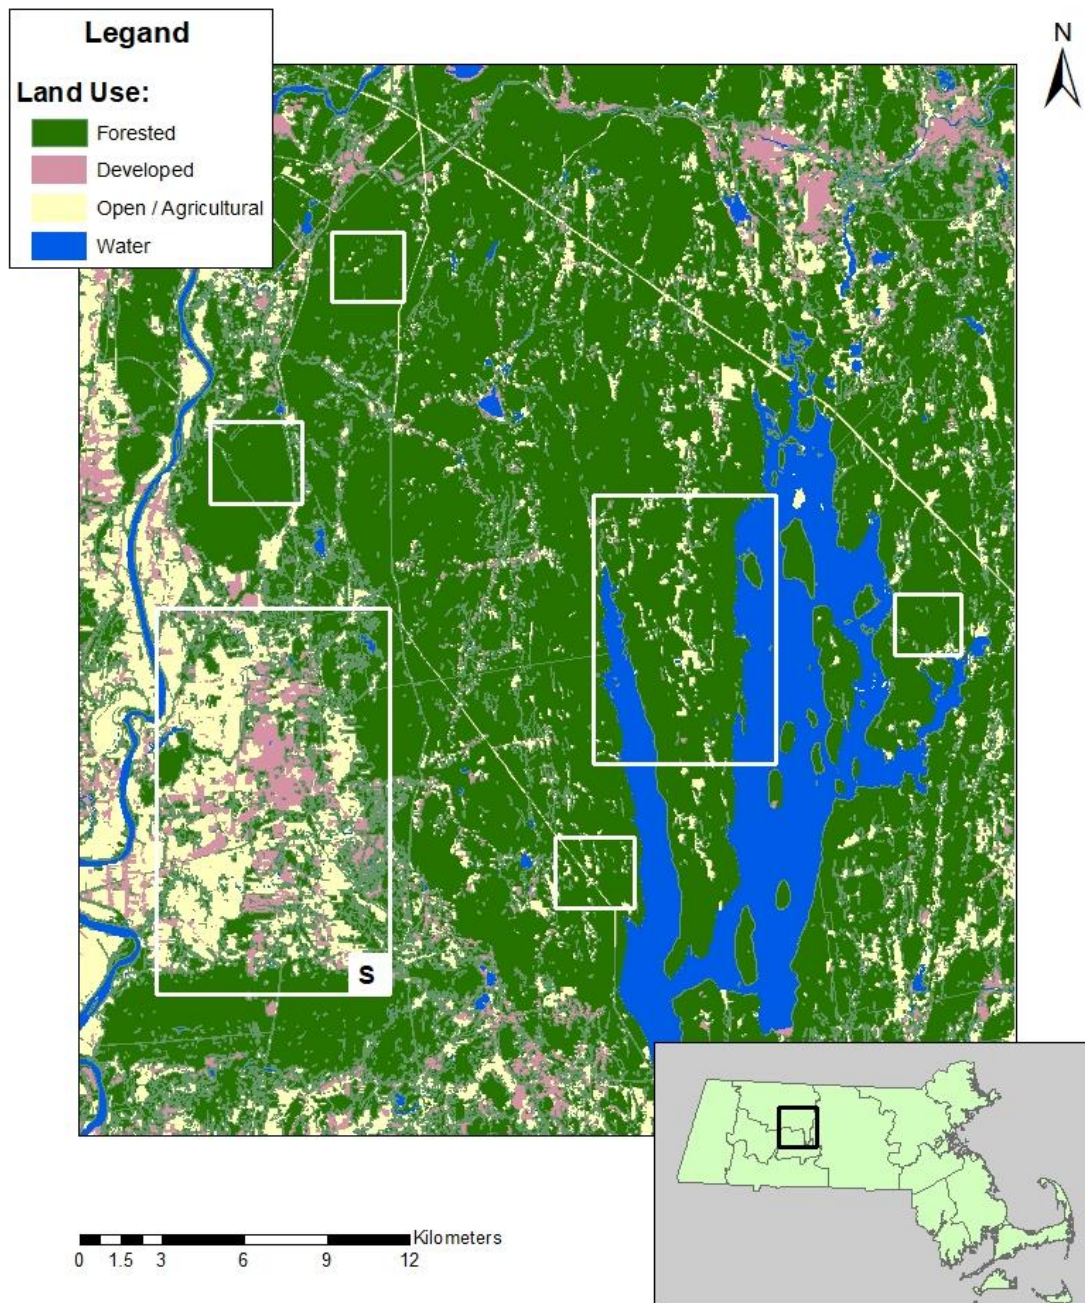 Legand
Land Use:
Forested
Developed
Open / Agricultural
Water
N
S
Kilometers
0 1.5 3 6 9 12